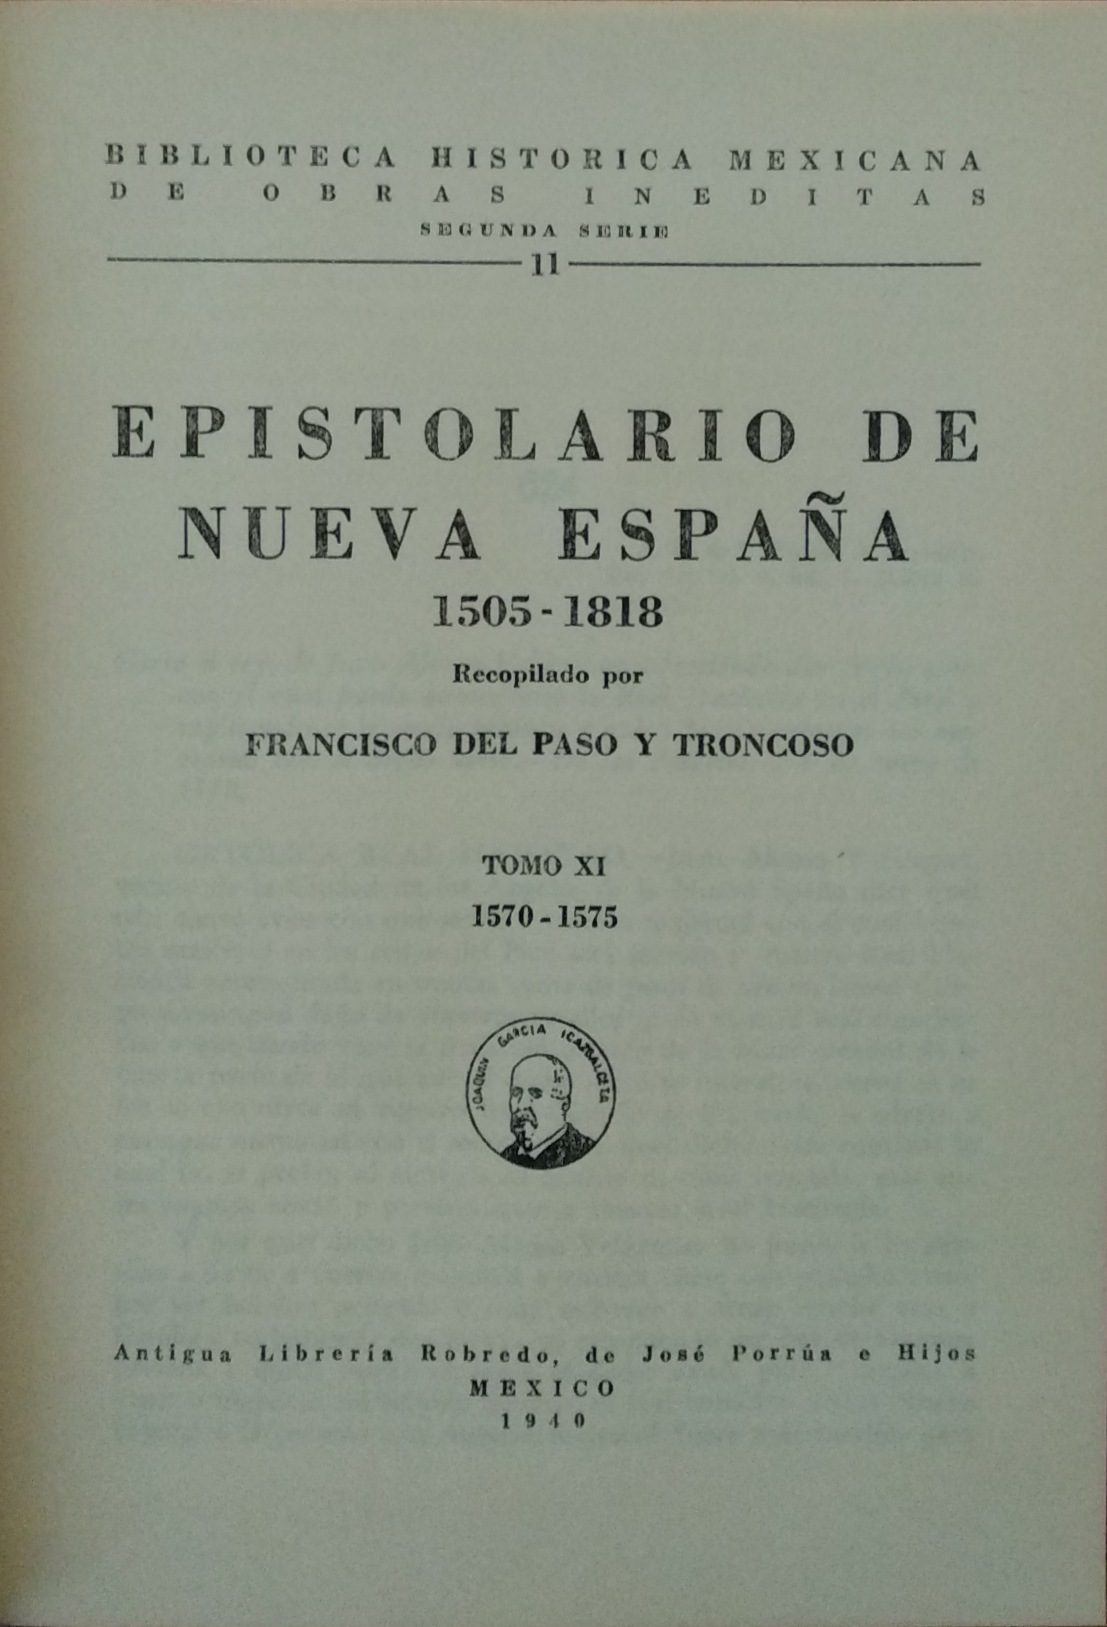 BIBLIOTECA HISTORICA MEXICANA
DE OBRAS INEDITAS
SEGUNDA SERIE
11
EPISTOLARIO DE
NUEVA ESPAÑA
1505-1818
Recopilado por
FRANCISCO DEL PASO Y TRONCOSO
TOMO XI
1570-1575
JOAQUIN GARCIA ICAZBALCETA
Antigua Librería Robredo, de José Porrúa e Hijos
MEXICO
1940